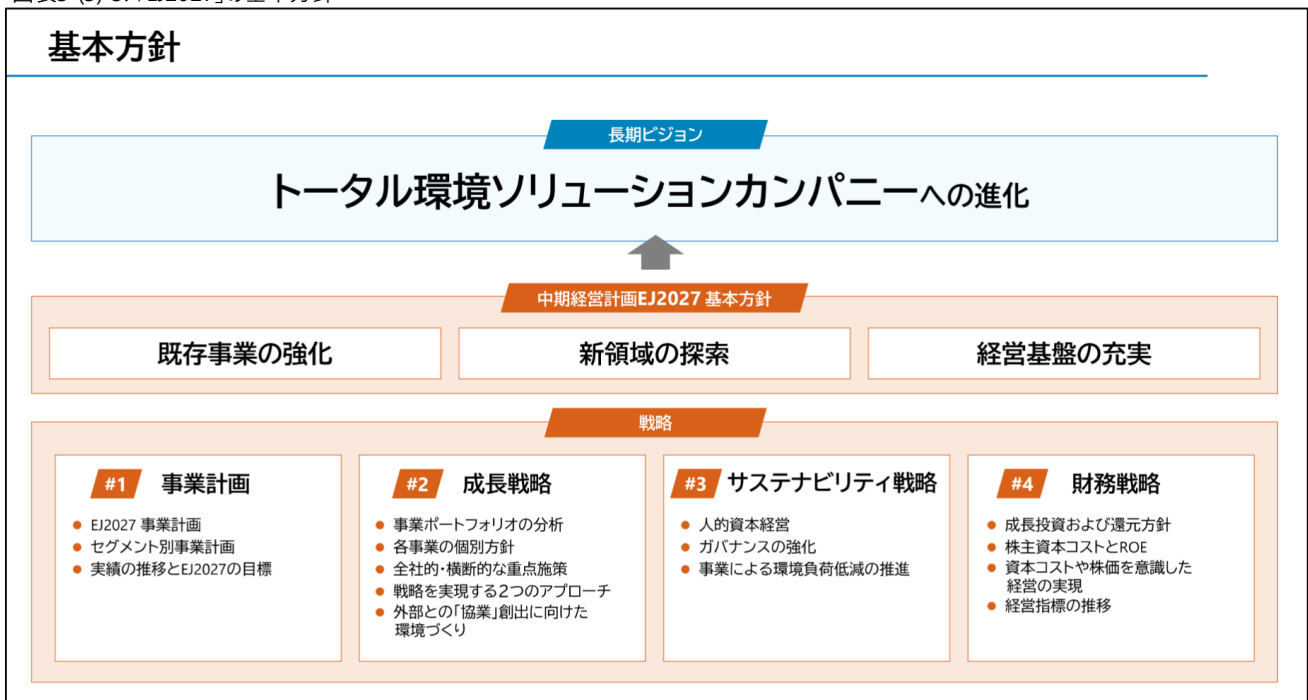 基本方針
長期ビジョン
トータル環境ソリューションカンパニーへの進化
中期経営計画EJ2027 基本方針
既存事業の強化
新領域の探索
経営基盤の充実
戦略
#1 事業計画
● EJ2027 事業計画
● セグメント別事業計画
● 実績の推移とEJ2027の目標
#2 成長戦略
● 事業ポートフォリオの分析
● 各事業の個別方針
● 全社的・横断的な重点施策
● 戦略を実現する2つのアプローチ
● 外部との「協業」創出に向けた
環境づくり
#3 サステナビリティ戦略
● 人的資本経営
● ガバナンスの強化
● 事業による環境負荷低減の推進
#4 財務戦略
● 成長投資および還元方針
● 株主資本コストとROE
● 資本コストや株価を意識した
経営の実現
● 経営指標の推移